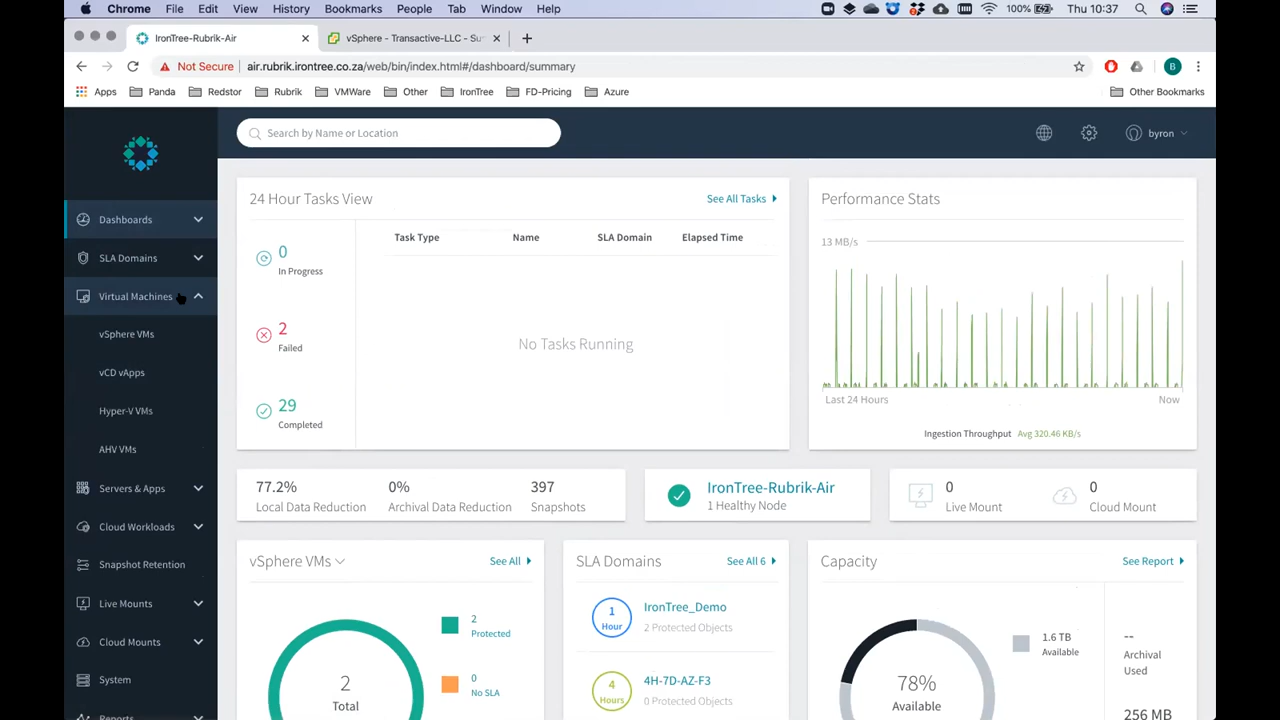 Chrome File Edit View History Bookmarks People Tab Window Help 100% Thu 10:37
IronTree-Rubrik-Air vSphere - Transactive-LLC - Su
Not Secure air.rubrik.irontree.co.za/web/bin/index.html#/dashboard/summary B
Apps Panda Redstor Rubrik VMWare Other IronTree FD-Pricing Azure Other Bookmarks
Search by Name or Location byron
Dashboards
SLA Domains
Virtual Machines
vSphere VMs
vCD vApps
Hyper-V VMs
AHV VMs
Servers & Apps
Cloud Workloads
Snapshot Retention
Live Mounts
Cloud Mounts
System
Reports
24 Hour Tasks View See All Tasks
Task Type Name SLA Domain Elapsed Time
0
In Progress
2
Failed
29
Completed
No Tasks Running
Performance Stats
13 MB/s
Last 24 Hours Now
Ingestion Throughput Avg 320.46 KB/s
77.2% 0% 397
Local Data Reduction Archival Data Reduction Snapshots
IronTree-Rubrik-Air
1 Healthy Node
0 0
Live Mount Cloud Mount
vSphere VMs See All
2
Total
2
Protected
0
No SLA
SLA Domains See All 6
1
Hour
IronTree_Demo
2 Protected Objects
4
Hours
4H-7D-AZ-F3
0 Protected Objects
Capacity See Report
78%
Available
1.6 TB
Available
--
Archival
Used
256 MB